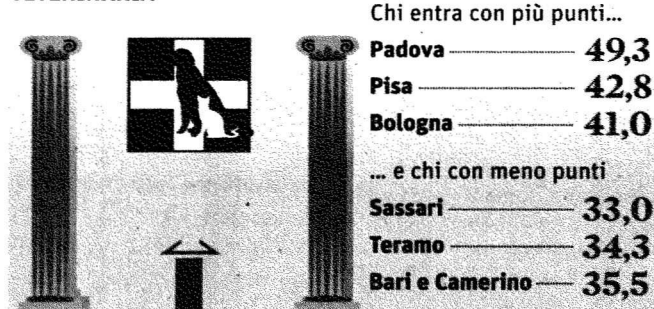 Chi entra con più punti...
Padova 49,3
Pisa 42,8
Bologna 41,0
... e chi con meno punti
Sassari 33,0
Teramo 34,3
Bari e Camerino 35,5